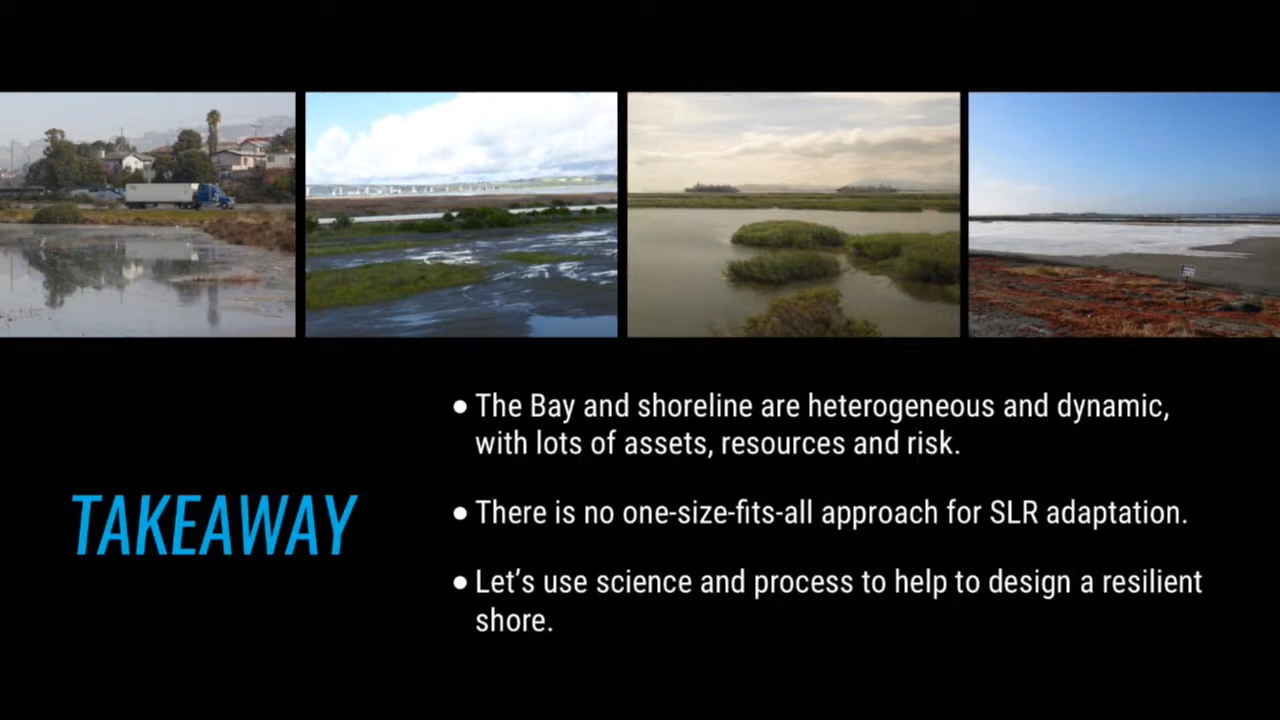 TAKEAWAY
• The Bay and shoreline are heterogeneous and dynamic,
with lots of assets, resources and risk.
• There is no one-size-fits-all approach for SLR adaptation.
• Let’s use science and process to help to design a resilient
shore.